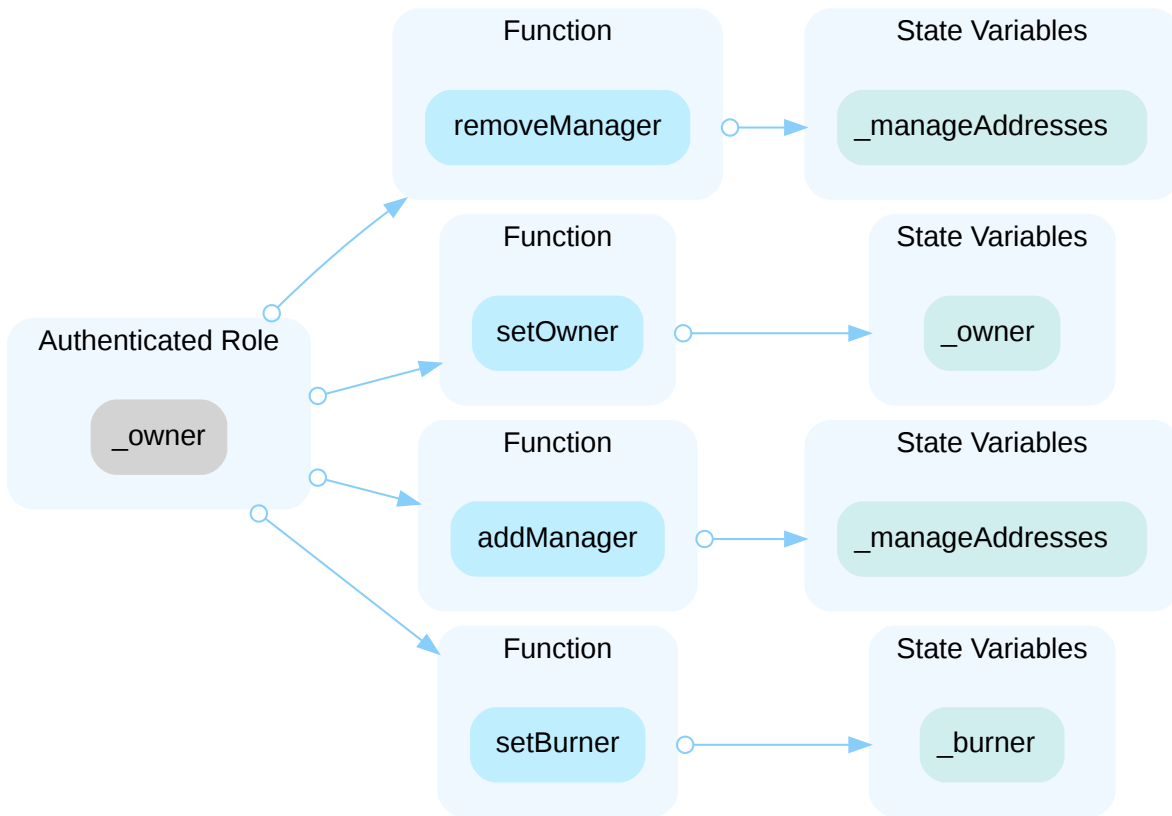 Function
removeManager
State Variables
_manageAddresses
Function
setOwner
State Variables
_owner
Authenticated Role
_owner
Function
addManager
State Variables
_manageAddresses
Function
setBurner
State Variables
_burner